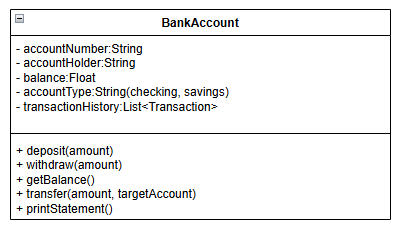 BankAccount
- accountNumber:String
- accountHolder:String
- balance:Float
- accountType:String(checking, savings)
- transactionHistory:List<Transaction>
+ deposit(amount)
+ withdraw(amount)
+ getBalance()
+ transfer(amount, targetAccount)
+ printStatement()